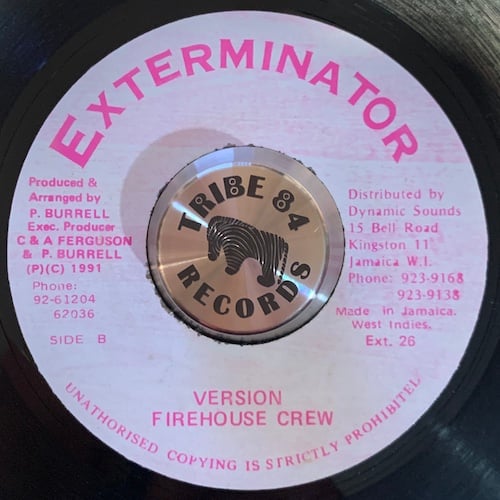 EXTERMINATOR
Produced &
Arranged by
P. BURRELL
Exec. Producer
C & A FERGUSON
& P. BURRELL
(P)(C) 1991
Phone:
92-61204
62036
SIDE B
TRIBE 84
RECORDS
Distributed by
Dynamic Sounds
15 Bell Road
Kingston 11
Jamaica W.I.
Phone: 923-9168
923-9138
Made in Jamaica.
West Indies.
Ext. 26
VERSION
FIREHOUSE CREW
UNATHORISED COPYING IS STRICTLY PROHIBITEL